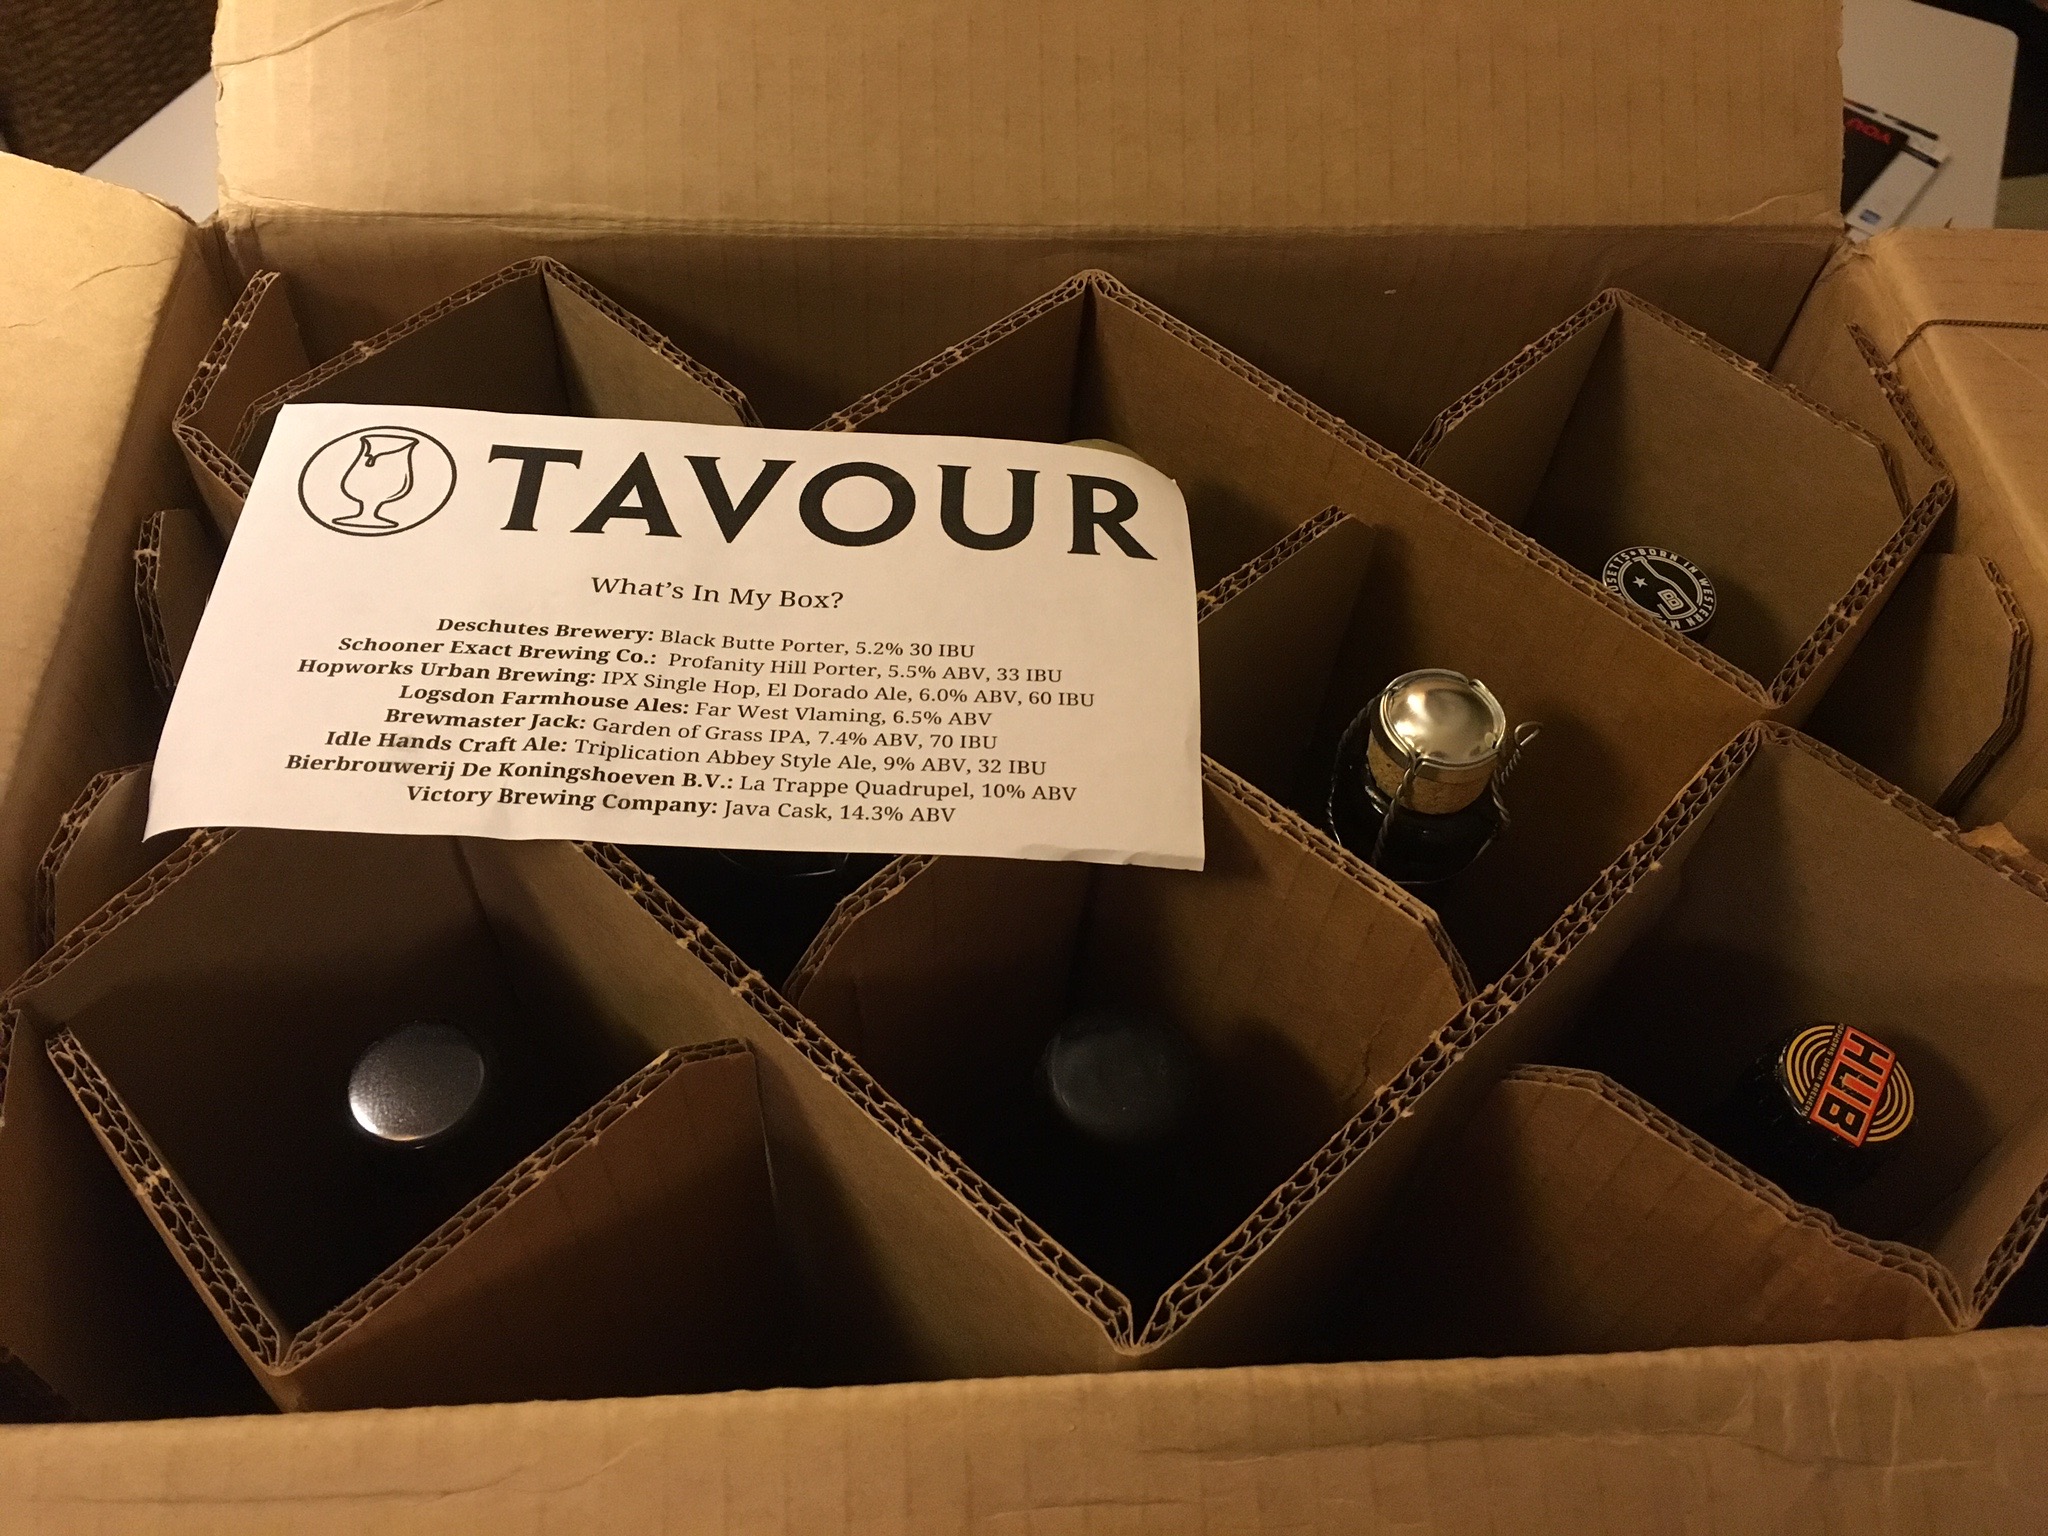 YOU
TAVOUR
What's In My Box?
Deschutes Brewery: Black Butte Porter, 5.2% 30 IBU
Schooner Exact Brewing Co.: Profanity Hill Porter, 5.5% ABV, 33 IBU
Hopworks Urban Brewing: IPX Single Hop, El Dorado Ale, 6.0% ABV, 60 IBU
Logsdon Farmhouse Ales: Far West Vlaming, 6.5% ABV
Brewmaster Jack: Garden of Grass IPA, 7.4% ABV, 70 IBU
Idle Hands Craft Ale: Triplication Abbey Style Ale, 9% ABV, 32 IBU
Bierbrouwerij De Koningshoeven B.V.: La Trappe Quadrupel, 10% ABV
Victory Brewing Company: Java Cask, 14.3% ABV
BORN IN WESTERN
HUB